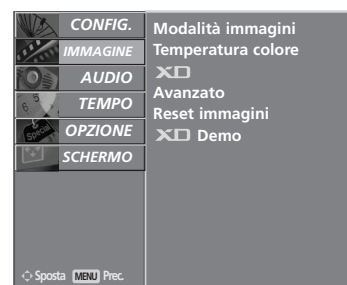 CONFIG.
IMMAGINE
AUDIO
TEMPO
OPZIONE
SCHERMO
Modalità immagini
Temperatura colore
XD
Avanzato
Reset immagini
XD Demo
Special
Sposta MENU Prec.